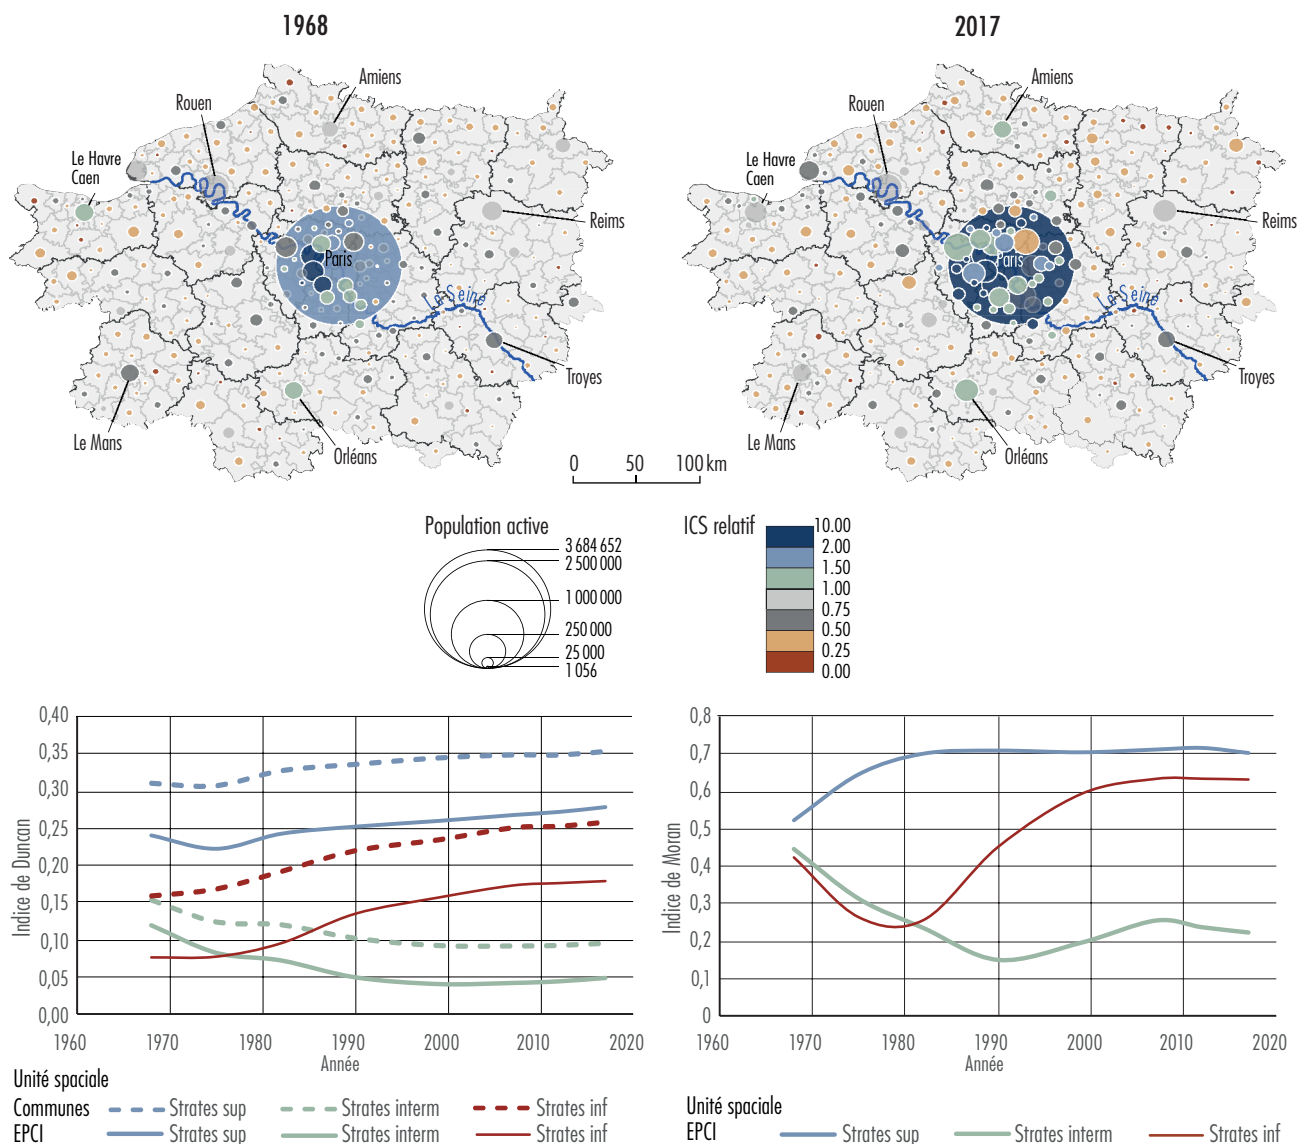 1968
2017
Amiens
Rouen
Le Havre
Caen
Reims
Paris
La Seine
Troyes
Le Mans
Orléans
Amiens
Rouen
Le Havre
Caen
Reims
Paris
La Seine
Troyes
Le Mans
Orléans
0 50 100 km
Population active
3 684 652
2 500 000
1 000 000
250 000
25 000
1 056
ICS relatif
10.00
2.00
1.50
1.00
0.75
0.50
0.25
0.00
Indice de Duncan
0,40
0,35
0,30
0,25
0,20
0,15
0,10
0,05
0,00
1960 1970 1980 1990 2000 2010 2020
Année
Indice de Moran
0,8
0,7
0,6
0,5
0,4
0,3
0,2
0,1
0
1960 1970 1980 1990 2000 2010 2020
Année
Unité spaciale
Communes Strates sup Strates interm Strates inf
EPCI Strates sup Strates interm Strates inf
Unité spaciale
EPCI Strates sup Strates interm Strates inf